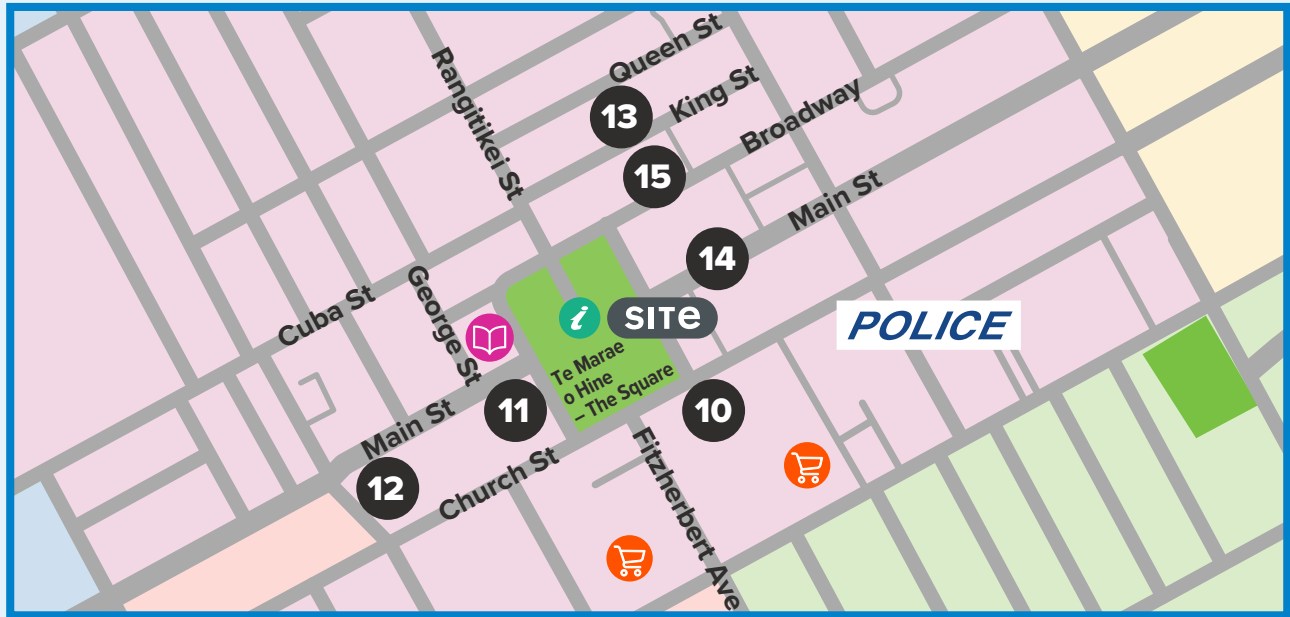 Queen St
Rangitikei St
King St
13
Broadway
15
Main St
14
George St
Cuba St
i SITE
POLICE
Te Marae
o Hine
– The Square
11
10
Main St
12
Church St
Fitzherbert Ave